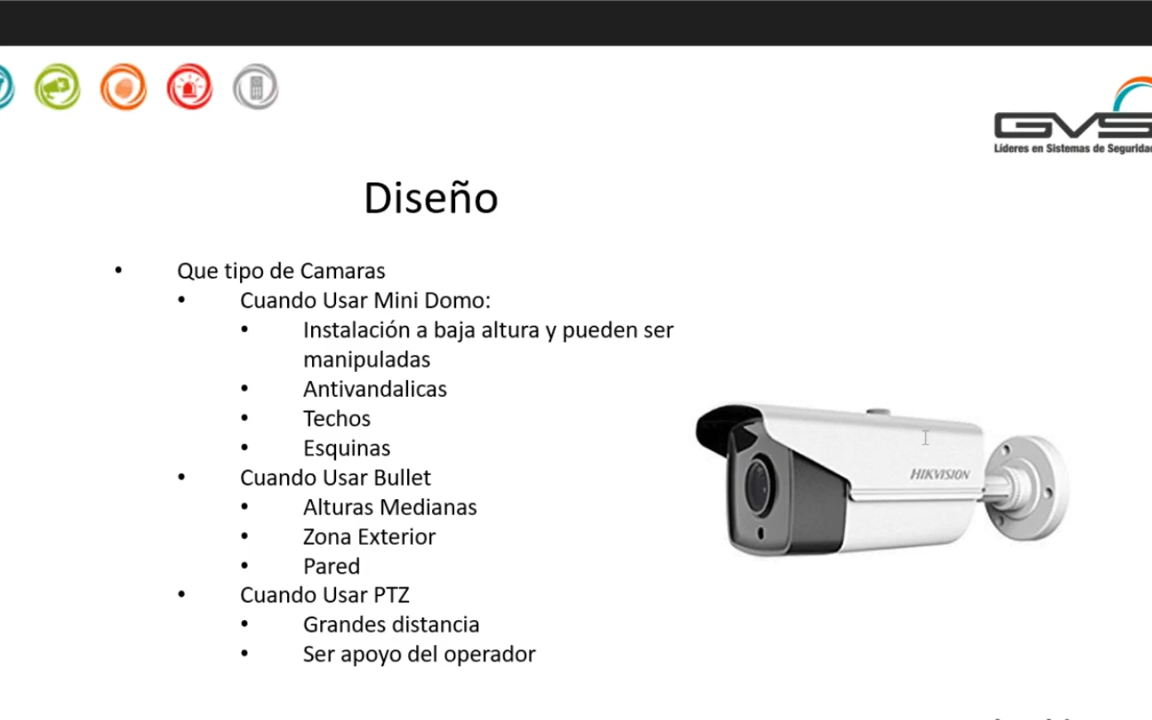 GVS
Líderes en Sistemas de Seguridad
Diseño
• Que tipo de Camaras
• Cuando Usar Mini Domo:
• Instalación a baja altura y pueden ser
manipuladas
• Antivandalicas
• Techos
• Esquinas
• Cuando Usar Bullet
• Alturas Medianas
• Zona Exterior
• Pared
• Cuando Usar PTZ
• Grandes distancia
• Ser apoyo del operador
HIKVISION